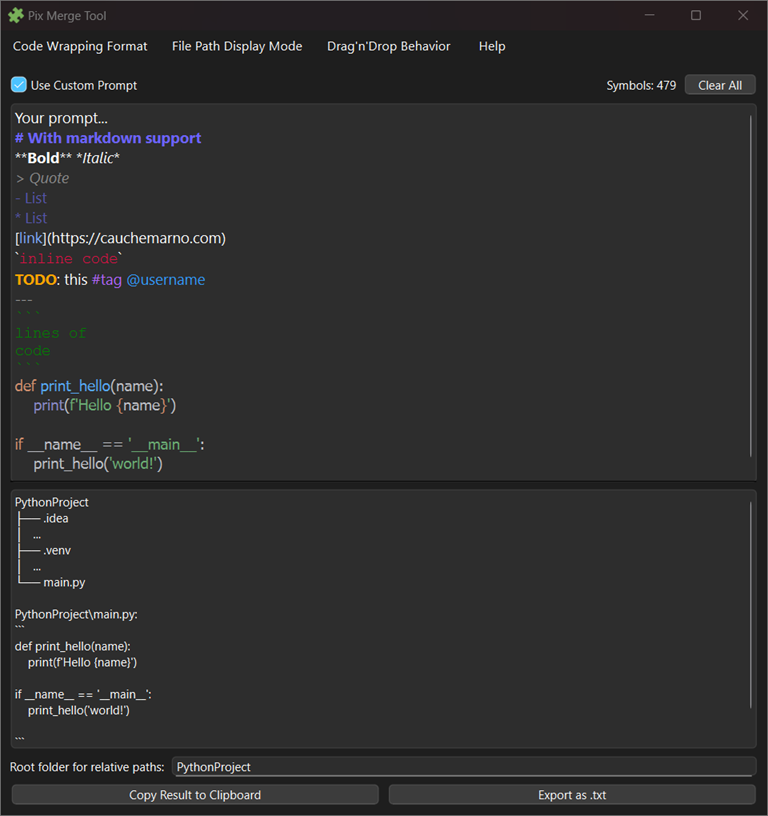 Pix Merge Tool
Code Wrapping Format File Path Display Mode Drag'n'Drop Behavior Help
Use Custom Prompt Symbols: 479 Clear All
Your prompt...
# With markdown support
**Bold** *Italic*
> Quote
- List
* List
[link](https://cauchemarno.com)
`inline code`
TODO: this #tag @username
---
```
lines of
code
```
def print_hello(name):
    print(f'Hello {name}')

if __name__ == '__main__':
    print_hello('world!')
PythonProject
├── .idea
│   ...
├── .venv
│   ...
└── main.py

PythonProject\main.py:
```
def print_hello(name):
    print(f'Hello {name}')

if __name__ == '__main__':
    print_hello('world!')

```
Root folder for relative paths: PythonProject
Copy Result to Clipboard Export as .txt